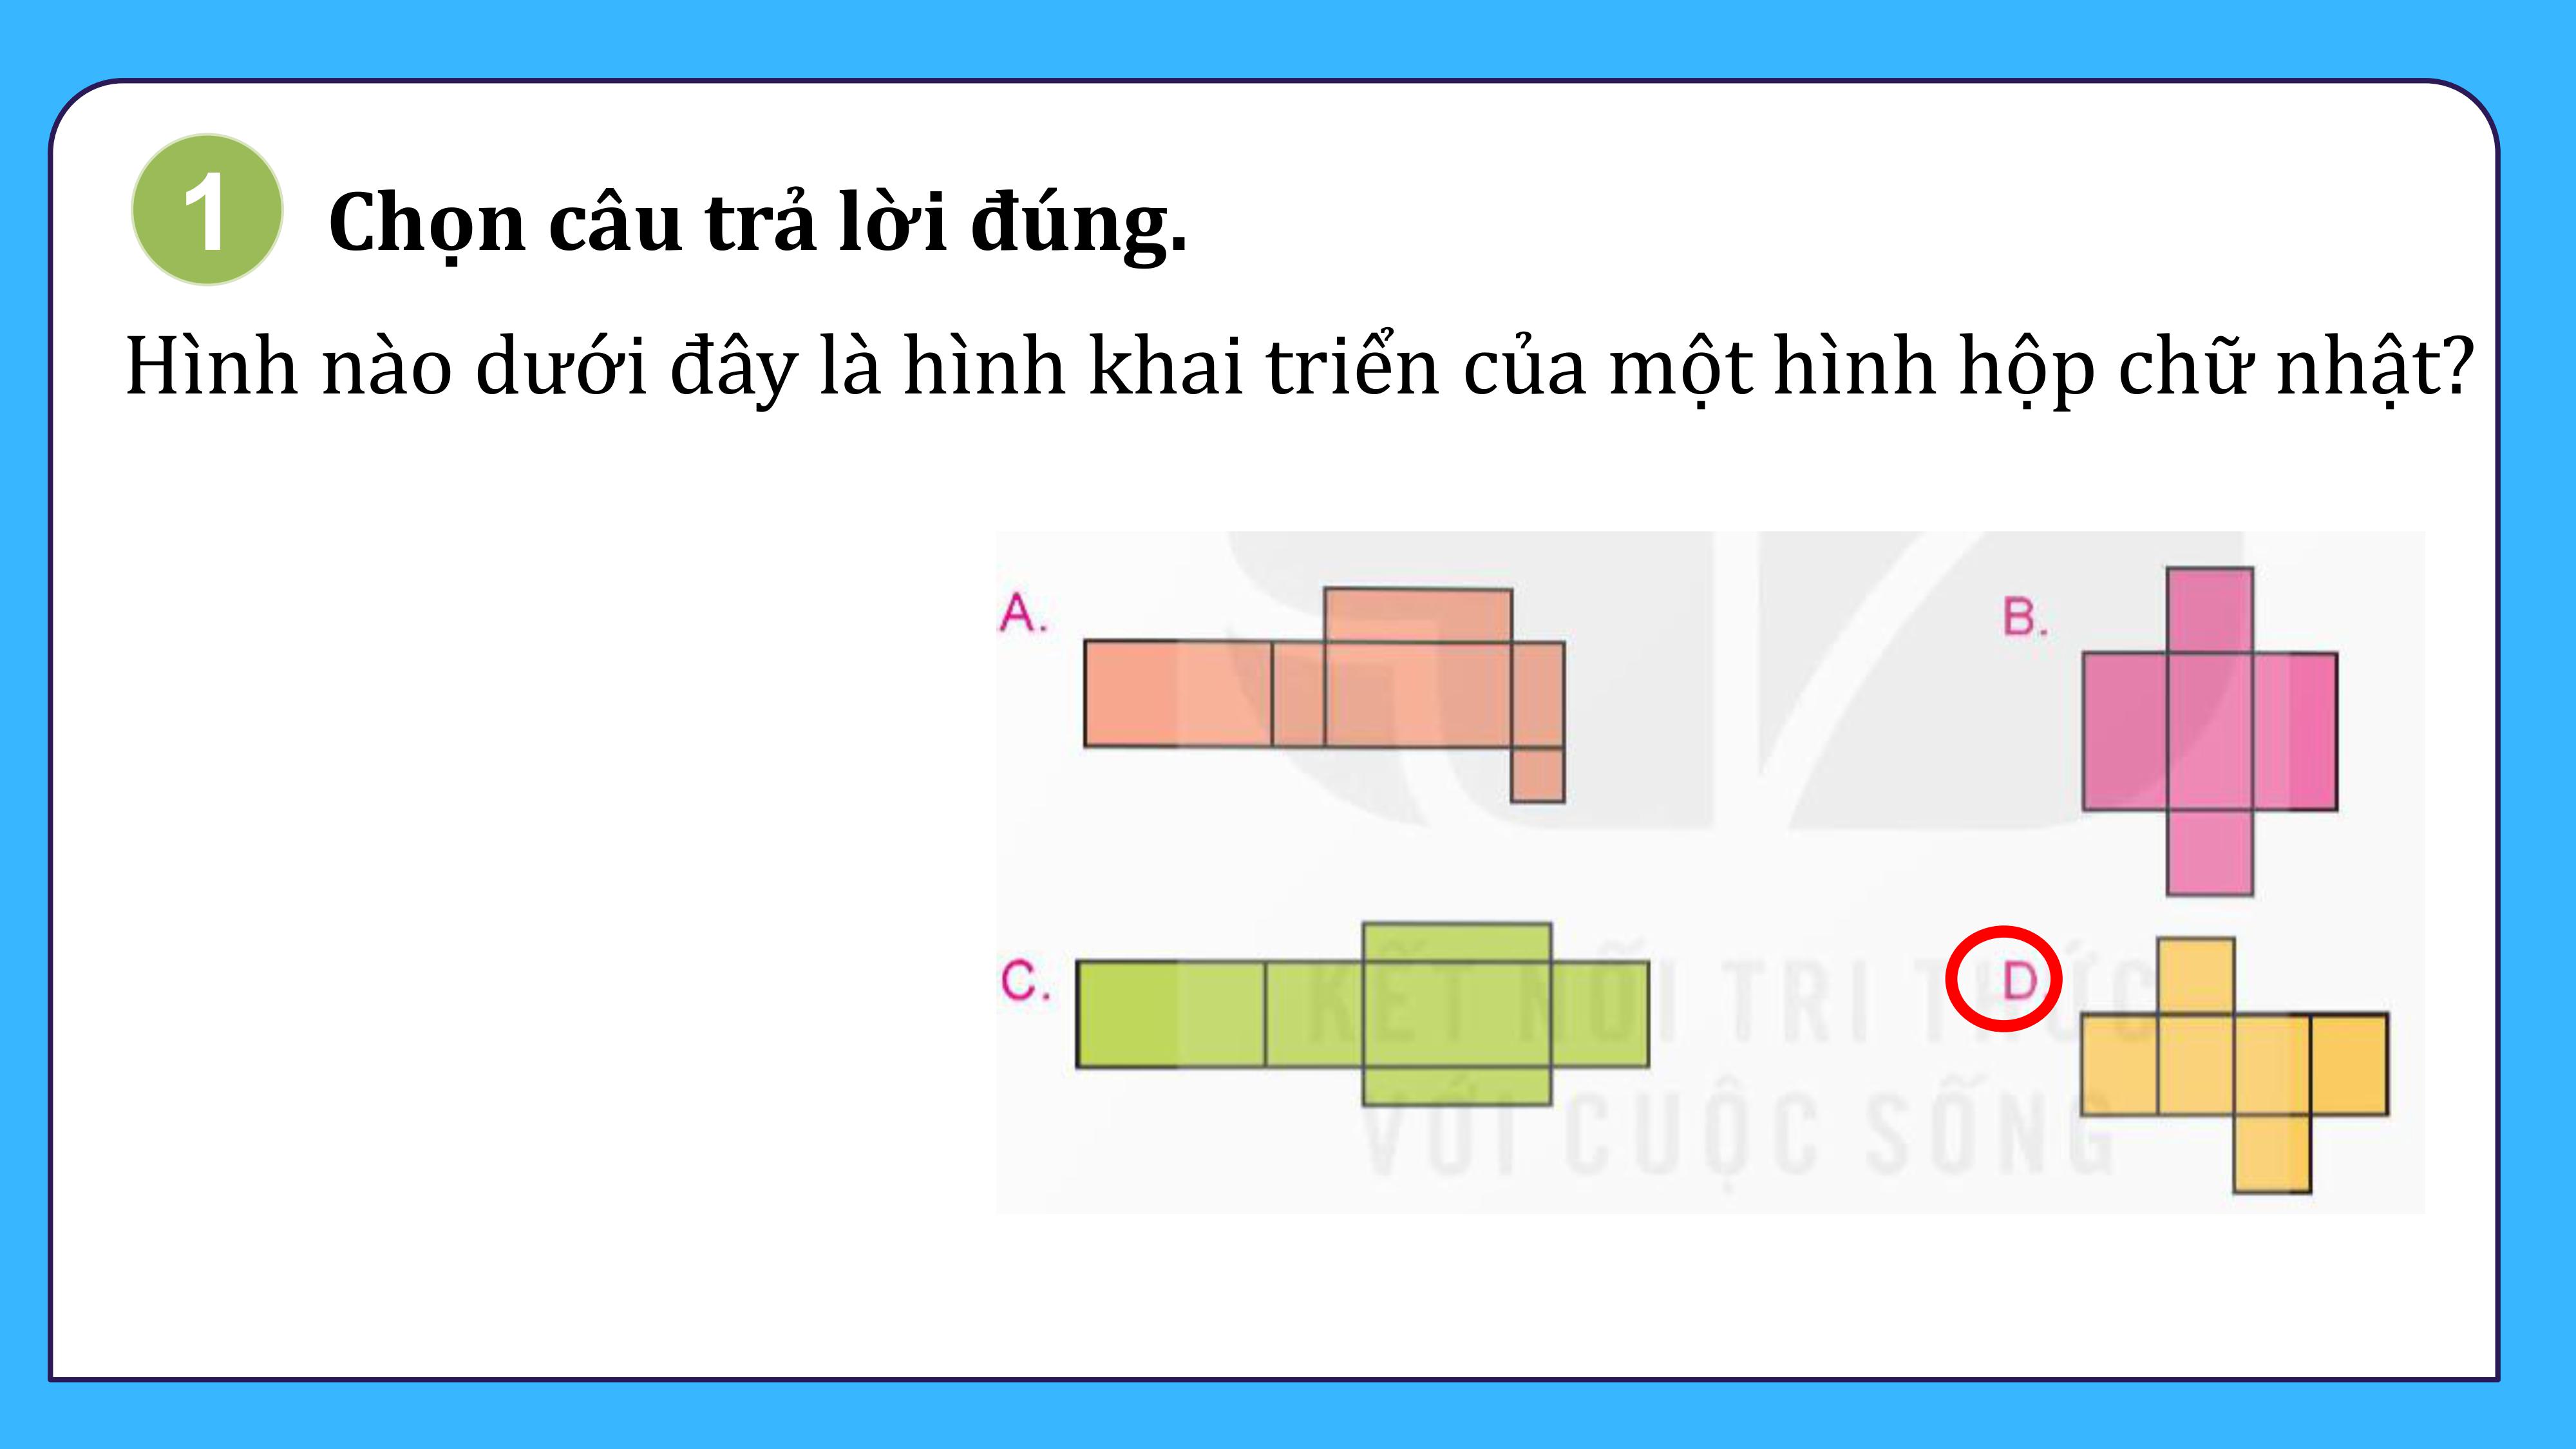 1
Chọn câu trả lời đúng.
Hình nào dưới đây là hình khai triển của một hình hộp chữ nhật?
A.
B.
C.
D
KẾT NỐI TRI THỨC
VỚI CUỘC SỐNG